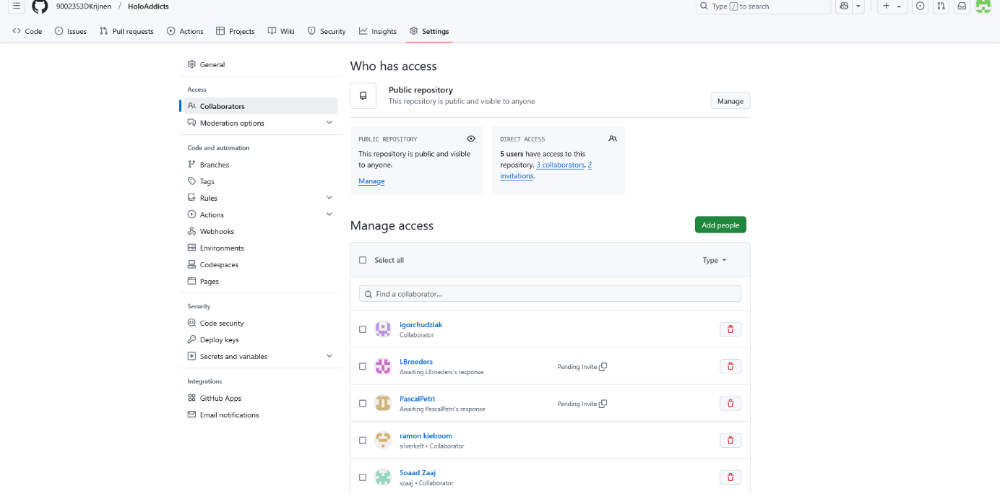 9002353DKrijnen / HoloAddicts
Type / to search
Code Issues Pull requests Actions Projects Wiki Security Insights Settings
General
Access
Collaborators
Moderation options
Code and automation
Branches
Tags
Rules
Actions
Webhooks
Environments
Codespaces
Pages
Security
Code security
Deploy keys
Secrets and variables
Integrations
GitHub Apps
Email notifications
Who has access
Public repository
This repository is public and visible to anyone
Manage
PUBLIC REPOSITORY
This repository is public and visible
to anyone.
Manage
DIRECT ACCESS
5 users have access to this
repository. 3 collaborators. 2
invitations.
Manage access
Add people
Select all
Type
Find a collaborator...
igorchudziak
Collaborator
LBroeders
Awaiting LBroeders's response
Pending Invite
PascalPetri
Awaiting PascalPetri's response
Pending Invite
ramon kieboom
silverkelt • Collaborator
Soaad Zaaj
szaaj • Collaborator